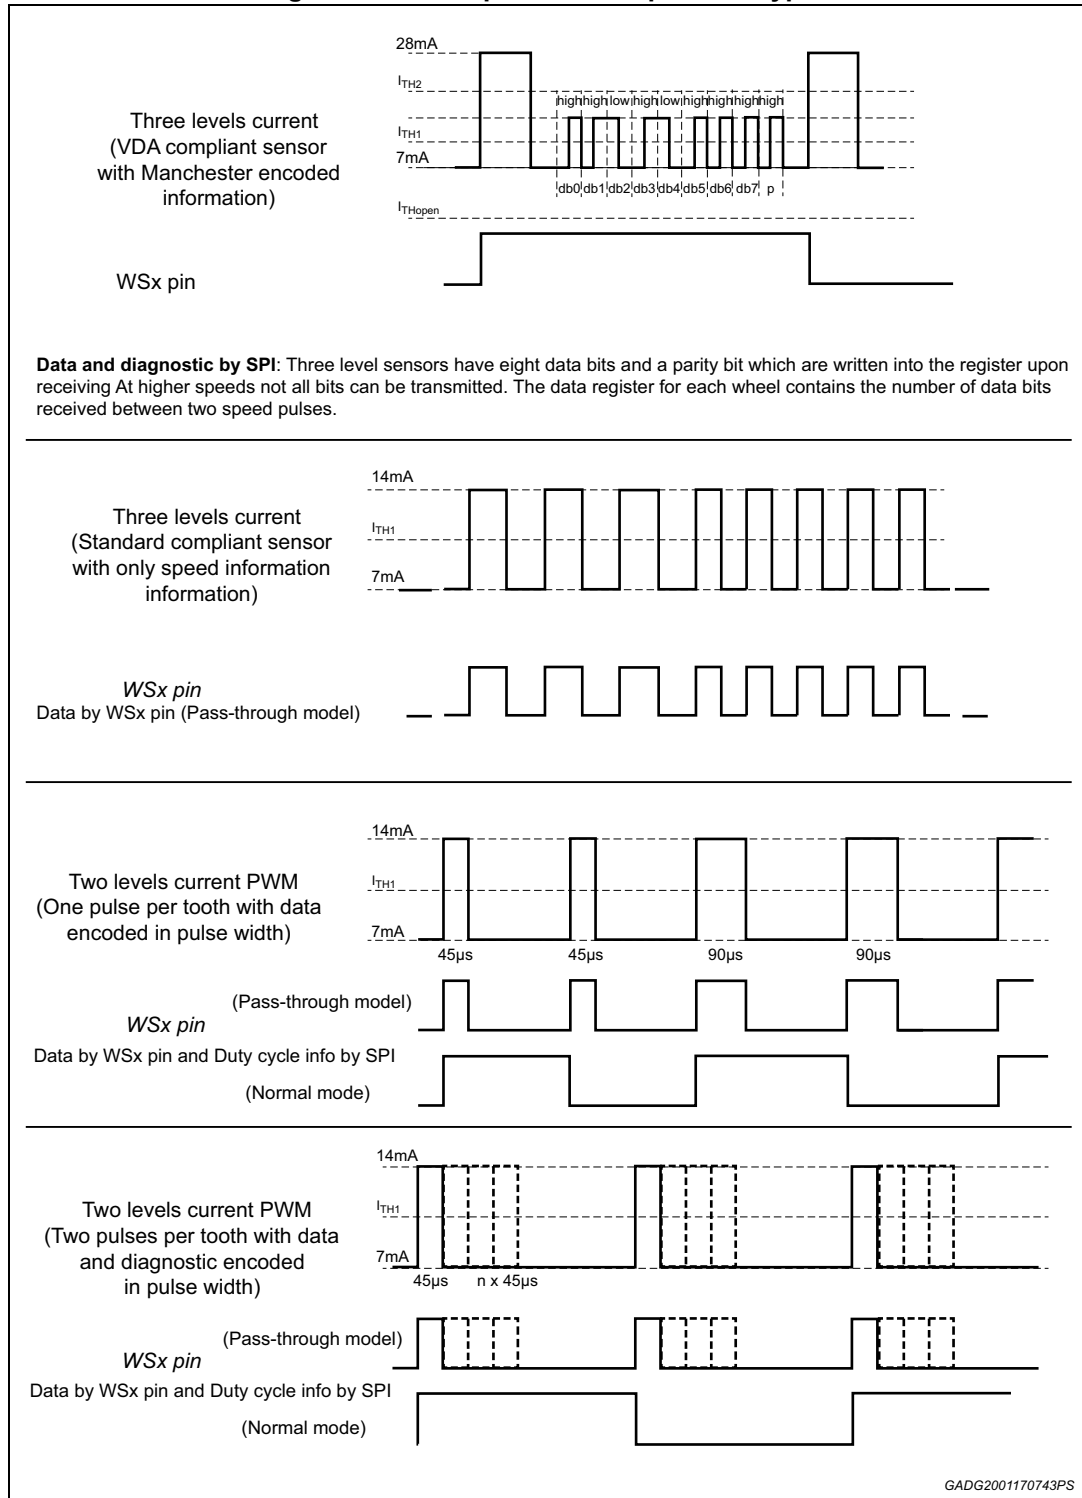 28mA
I_TH2
high high low high low high high high high
Three levels current
(VDA compliant sensor
with Manchester encoded
information)
I_TH1
7mA
db0 db1 db2 db3 db4 db5 db6 db7 p
I_THopen
WSx pin
Data and diagnostic by SPI: Three level sensors have eight data bits and a parity bit which are written into the register upon
receiving At higher speeds not all bits can be transmitted. The data register for each wheel contains the number of data bits
received between two speed pulses.
14mA
Three levels current
(Standard compliant sensor
with only speed information
information)
I_TH1
7mA
WSx pin
Data by WSx pin (Pass-through model)
14mA
Two levels current PWM
(One pulse per tooth with data
encoded in pulse width)
I_TH1
7mA
45µs 45µs 90µs 90µs
(Pass-through model)
WSx pin
Data by WSx pin and Duty cycle info by SPI
(Normal mode)
14mA
Two levels current PWM
(Two pulses per tooth with data
and diagnostic encoded
in pulse width)
I_TH1
7mA
45µs n x 45µs
(Pass-through model)
WSx pin
Data by WSx pin and Duty cycle info by SPI
(Normal mode)
GADG2001170743PS